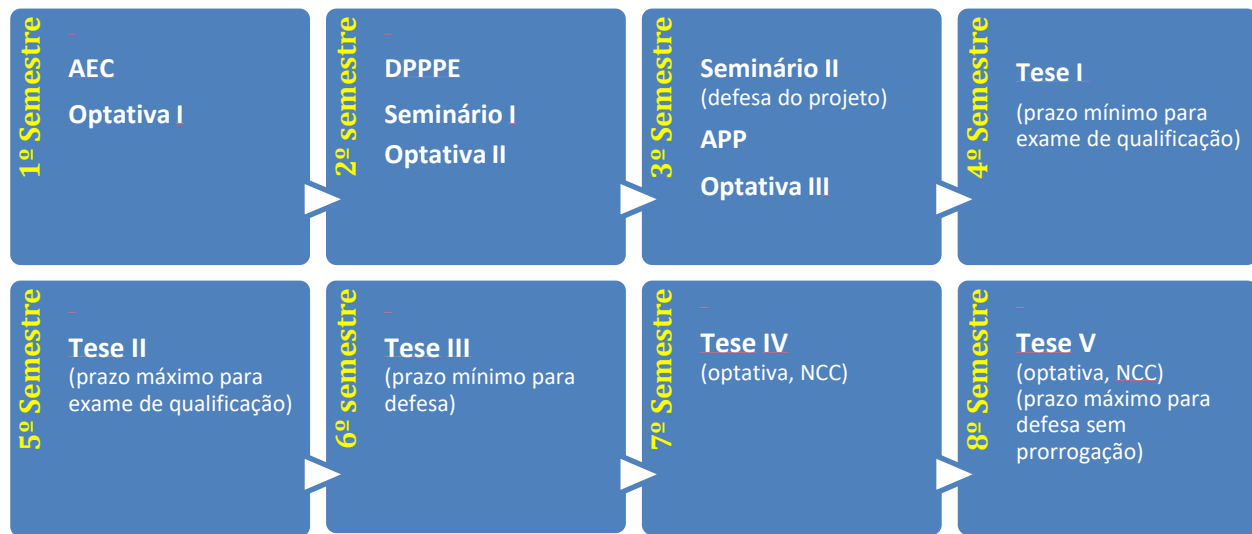 1º Semestre
AEC
Optativa I
2º semestre
DPPPE
Seminário I
Optativa II
3º Semestre
Seminário II
(defesa do projeto)
APP
Optativa III
4º Semestre
Tese I
(prazo mínimo para
exame de qualificação)
5º Semestre
Tese II
(prazo máximo para
exame de qualificação)
6º semestre
Tese III
(prazo mínimo para
defesa)
7º Semestre
Tese IV
(optativa, NCC)
8º Semestre
Tese V
(optativa, NCC)
(prazo máximo para
defesa sem
prorrogação)